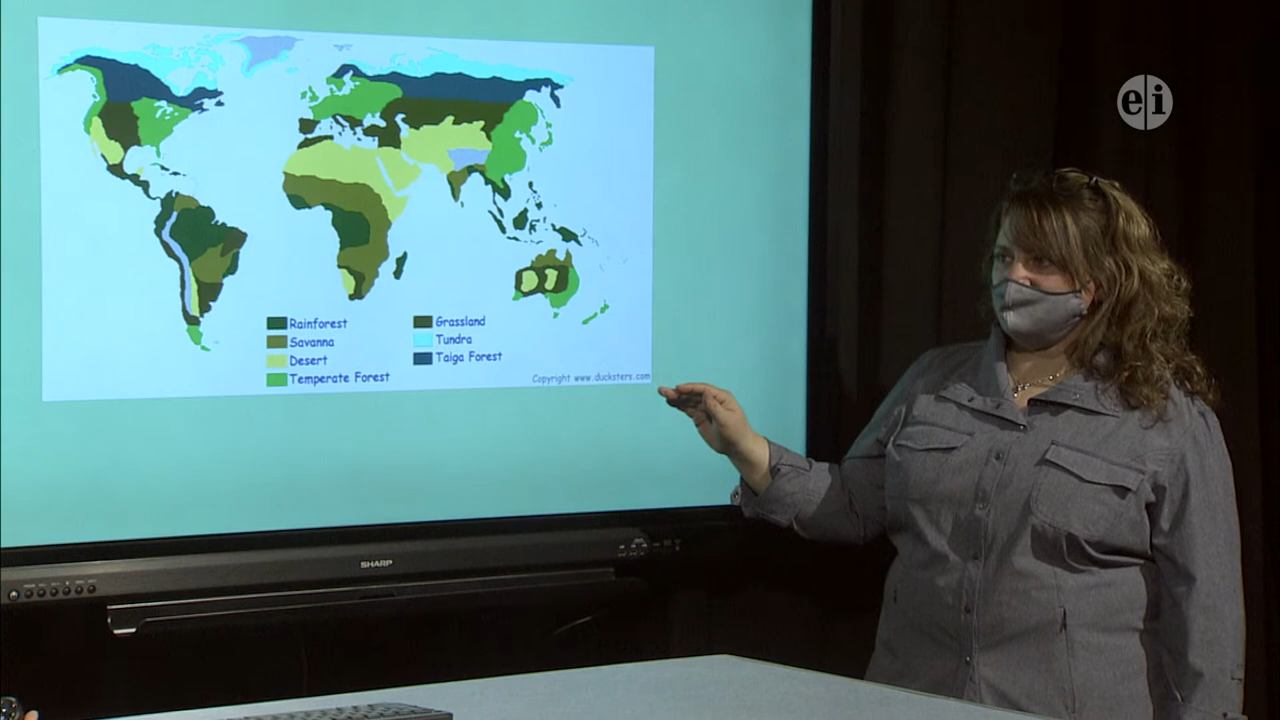 ei
Rainforest
Savanna
Desert
Temperate Forest
Grassland
Tundra
Taiga Forest
Copyright www.ducksters.com
SHARP